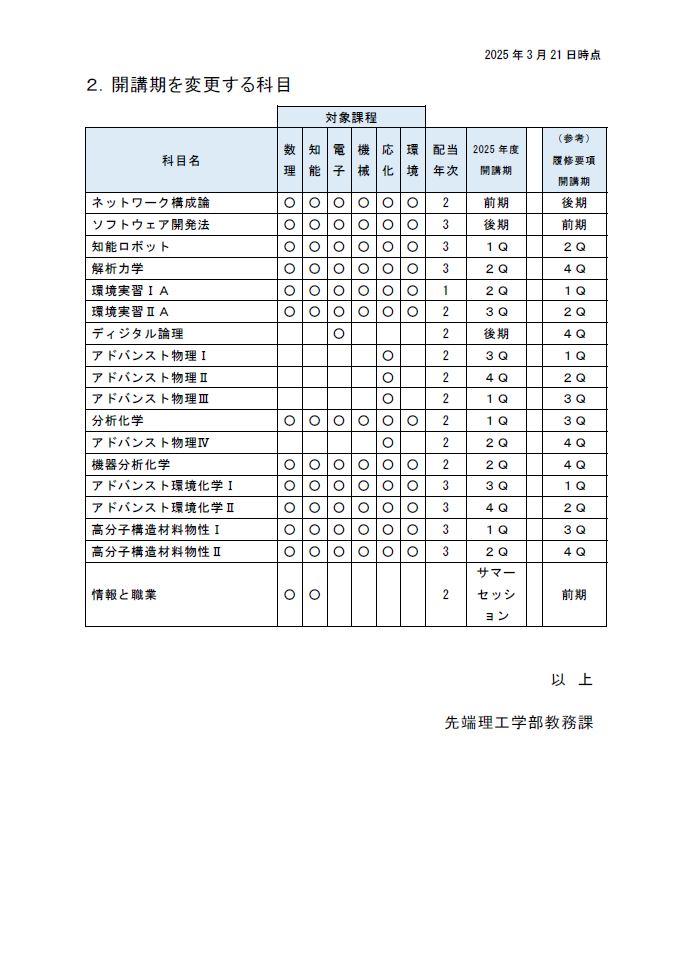 2025 年 3 月 21 日時点
２．開講期を変更する科目
対象課程
科目名 数理 知能 電子 機械 応化 環境 配当年次 2025 年度開講期 （参考）履修要項開講期
ネットワーク構成論 〇 〇 〇 〇 〇 〇 2 前期 後期
ソフトウェア開発法 〇 〇 〇 〇 〇 〇 3 後期 前期
知能ロボット 〇 〇 〇 〇 〇 〇 3 １Ｑ ２Ｑ
解析力学 〇 〇 〇 〇 〇 〇 3 ２Ｑ ４Ｑ
環境実習ⅠＡ 〇 〇 〇 〇 〇 〇 1 ２Ｑ １Ｑ
環境実習ⅡＡ 〇 〇 〇 〇 〇 〇 2 ３Ｑ ２Ｑ
ディジタル論理 〇 2 後期 ４Ｑ
アドバンスト物理Ⅰ 〇 2 ３Ｑ １Ｑ
アドバンスト物理Ⅱ 〇 2 ４Ｑ ２Ｑ
アドバンスト物理Ⅲ 〇 2 １Ｑ ３Ｑ
分析化学 〇 〇 〇 〇 〇 〇 2 １Ｑ ３Ｑ
アドバンスト物理Ⅳ 〇 2 ２Ｑ ４Ｑ
機器分析化学 〇 〇 〇 〇 〇 〇 2 ２Ｑ ４Ｑ
アドバンスト環境化学Ⅰ 〇 〇 〇 〇 〇 〇 3 ３Ｑ １Ｑ
アドバンスト環境化学Ⅱ 〇 〇 〇 〇 〇 〇 3 ４Ｑ ２Ｑ
高分子構造材料物性Ⅰ 〇 〇 〇 〇 〇 〇 3 １Ｑ ３Ｑ
高分子構造材料物性Ⅱ 〇 〇 〇 〇 〇 〇 3 ２Ｑ ４Ｑ
情報と職業 〇 〇 2 サマーセッション 前期
以　上
先端理工学部教務課